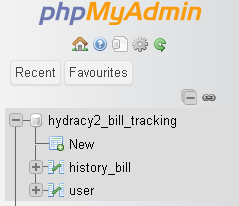 phpMyAdmin
Recent Favourites
hydracy2_bill_tracking
New
history_bill
user